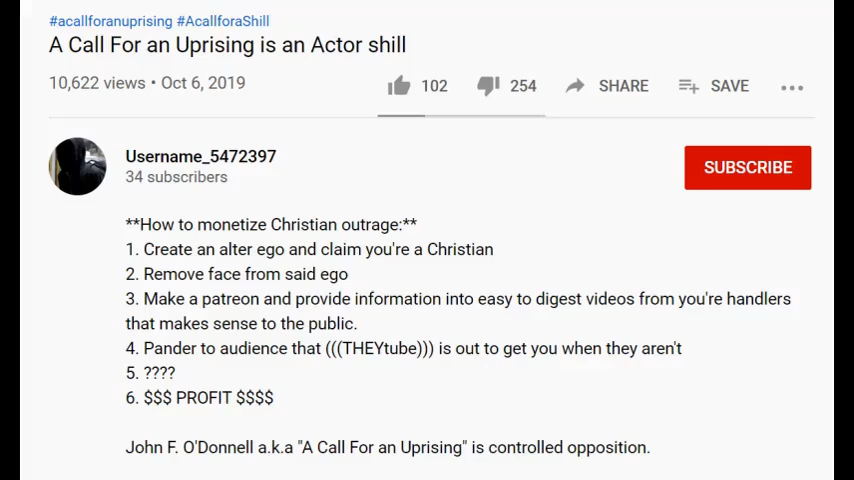 #acallforanuprising #AcallforaShill
A Call For an Uprising is an Actor shill
10,622 views • Oct 6, 2019
102
254
SHARE
SAVE
Username_5472397
34 subscribers
SUBSCRIBE
**How to monetize Christian outrage:**
1. Create an alter ego and claim you're a Christian
2. Remove face from said ego
3. Make a patreon and provide information into easy to digest videos from you're handlers
that makes sense to the public.
4. Pander to audience that (((THEYtube))) is out to get you when they aren't
5. ????
6. $$$ PROFIT $$$$
John F. O'Donnell a.k.a "A Call For an Uprising" is controlled opposition.